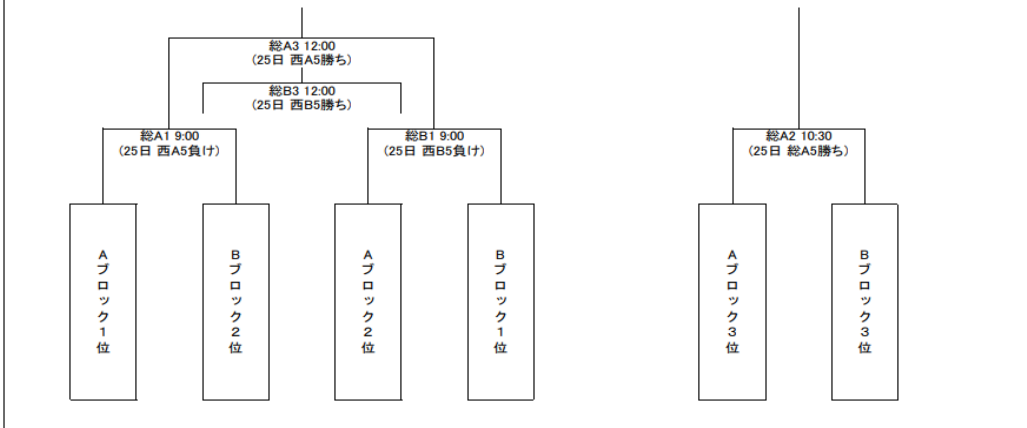 総A3 12:00
(25日 西A5勝ち)
総B3 12:00
(25日 西B5勝ち)
総A1 9:00
(25日 西A5負け)
総B1 9:00
(25日 西B5負け)
総A2 10:30
(25日 総A5勝ち)
Aブロック1位
Bブロック2位
Aブロック2位
Bブロック1位
Aブロック3位
Bブロック3位